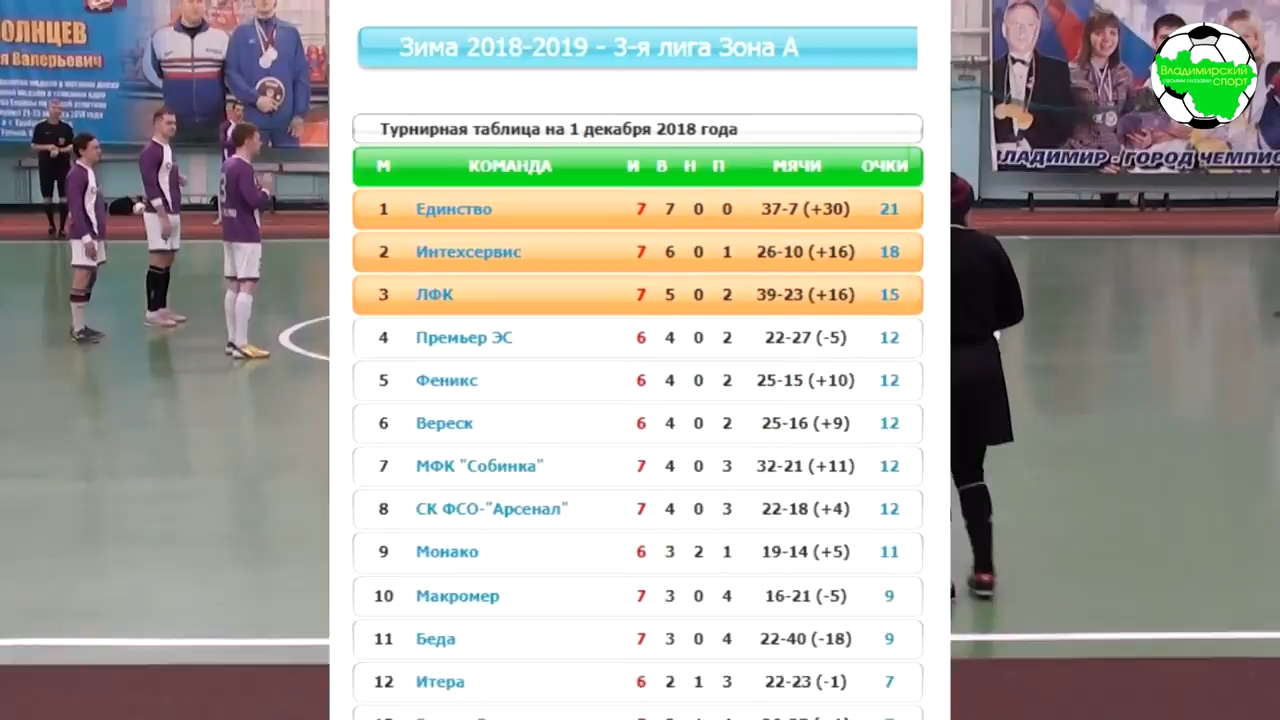 ОЛНЦЕВ
я Валерьевич
Владимирский
своими глазами
спорт
ВЛАДИМИР - ГОРОД ЧЕМПИО
Зима 2018-2019 - 3-я лига Зона А
Турнирная таблица на 1 декабря 2018 года
М КОМАНДА И В Н П МЯЧИ ОЧКИ
1 Единство 7 7 0 0 37-7 (+30) 21
2 Интехсервис 7 6 0 1 26-10 (+16) 18
3 ЛФК 7 5 0 2 39-23 (+16) 15
4 Премьер ЭС 6 4 0 2 22-27 (-5) 12
5 Феникс 6 4 0 2 25-15 (+10) 12
6 Вереск 6 4 0 2 25-16 (+9) 12
7 МФК "Собинка" 7 4 0 3 32-21 (+11) 12
8 СК ФСО-"Арсенал" 7 4 0 3 22-18 (+4) 12
9 Монако 6 3 2 1 19-14 (+5) 11
10 Макромер 7 3 0 4 16-21 (-5) 9
11 Беда 7 3 0 4 22-40 (-18) 9
12 Итера 6 2 1 3 22-23 (-1) 7